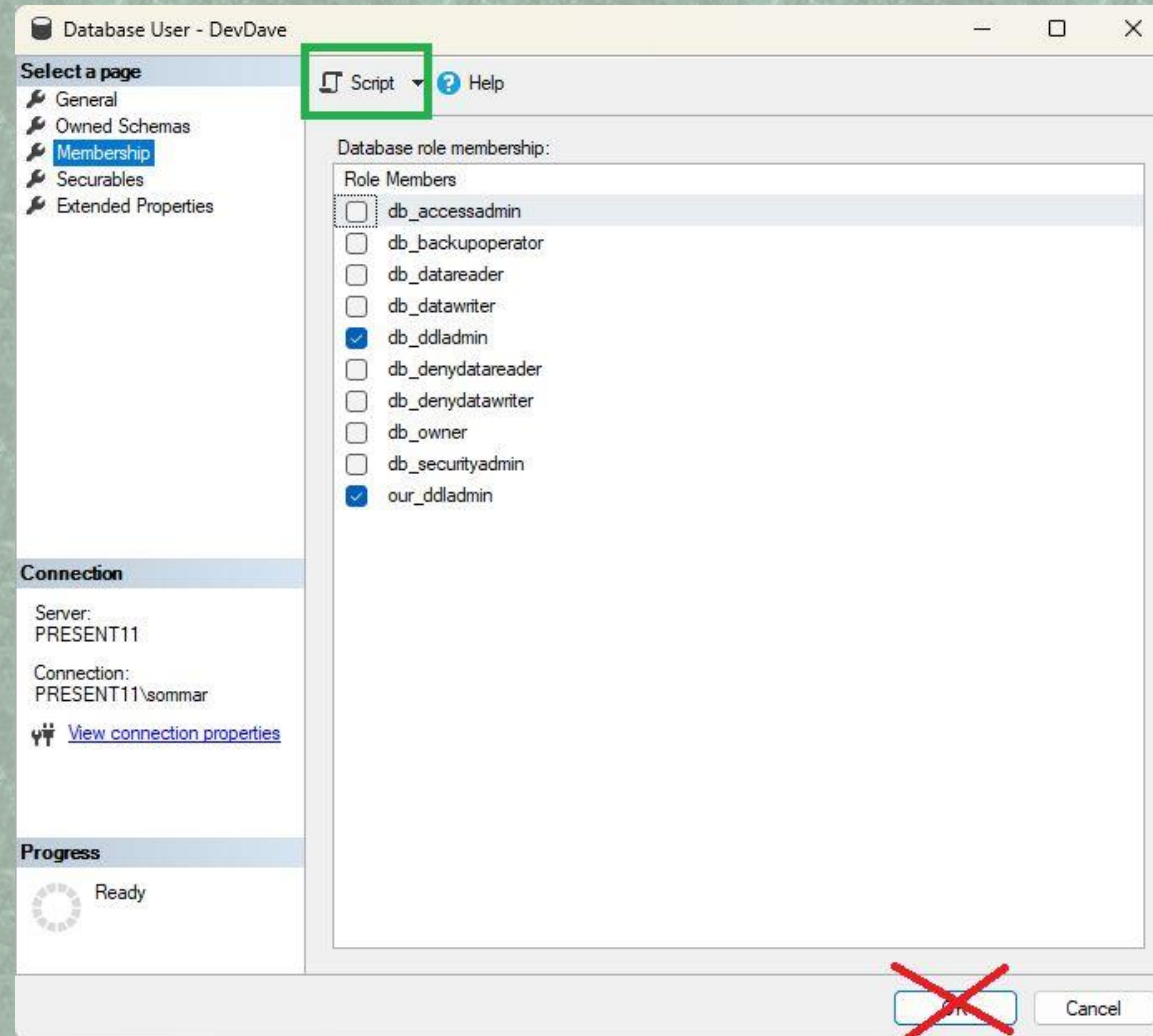 Database User - DevDave
Select a page
General
Owned Schemas
Membership
Securables
Extended Properties
Script
Help
Database role membership:
Role Members
db_accessadmin
db_backupoperator
db_datareader
db_datawriter
db_ddladmin
db_denydatareader
db_denydatawriter
db_owner
db_securityadmin
our_ddladmin
Connection
Server:
PRESENT11
Connection:
PRESENT11\sommar
View connection properties
Progress
Ready
OK
Cancel